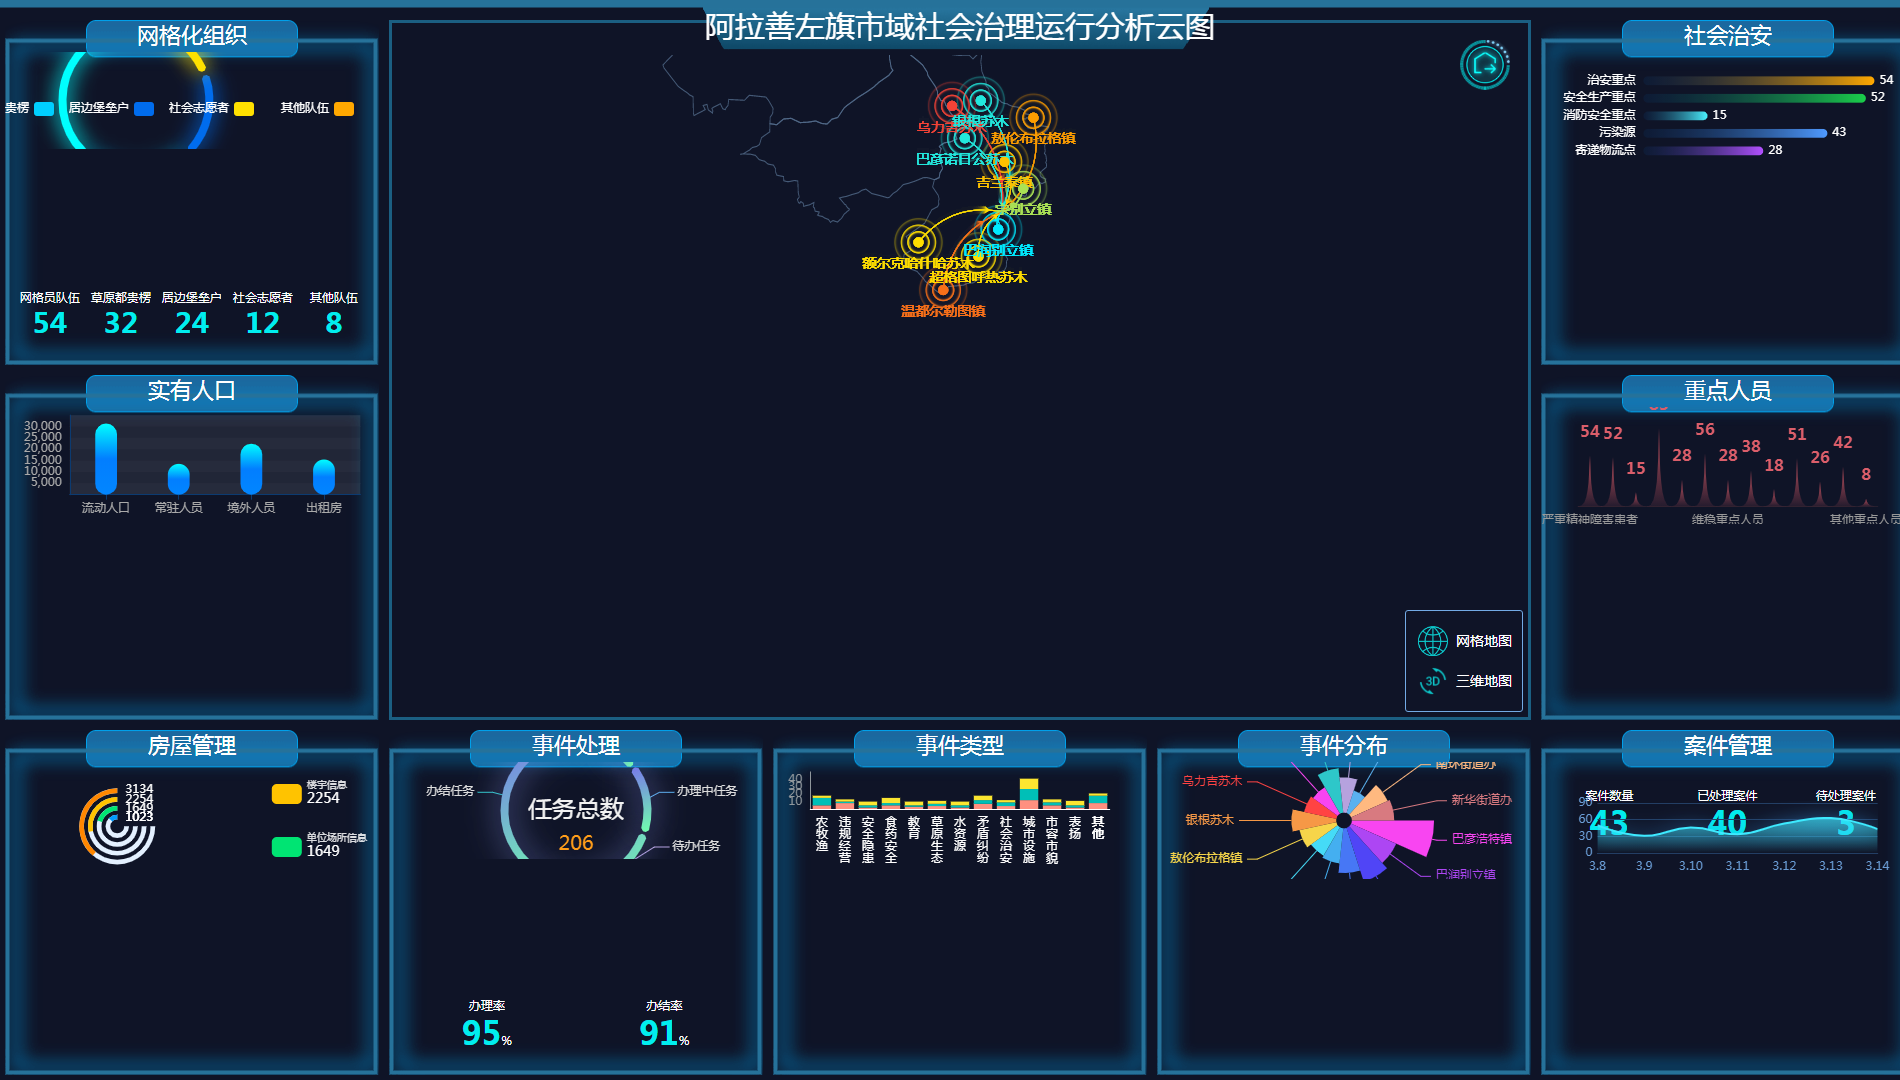 阿拉善左旗市域社会治理运行分析云图
网格化组织
贵楞
居边堡垒户
社会志愿者
其他队伍
网格员队伍 草原都贵楞 居边堡垒户 社会志愿者 其他队伍
54 32 24 12 8
乌力吉苏木
银根苏木
敖伦布拉格镇
巴彦诺日公苏木
吉兰泰镇
宗别立镇
巴润别立镇
额尔克哈什哈苏木
超格图呼热苏木
温都尔勒图镇
网格地图
3D 三维地图
社会治安
治安重点 54
安全生产重点 52
消防安全重点 15
污染源 43
寄递物流点 28
实有人口
30,000
25,000
20,000
15,000
10,000
5,000
流动人口 常驻人员 境外人员 出租房
重点人员
54 52 15 28 56 28 38 18 51 26 42 8
严重精神障害患者 维稳重点人员 其他重点人员
房屋管理
3134
2254
1649
1023
楼宇信息
2254
单位场所信息
1649
事件处理
办结任务
办理中任务
待办任务
任务总数
206
办理率 办结率
95% 91%
事件类型
40
30
20
10
农牧渔 违规经营 安全隐患 食药安全 教育 草原生态 水资源 矛盾纠纷 社会治安 城市设施 市容市貌 表扬 其他
事件分布
南环街道办
乌力吉苏木
新华街道办
银根苏木
巴彦浩特镇
敖伦布拉格镇
巴润别立镇
案件管理
案件数量 已处理案件 待处理案件
43 40 3
90
60
30
0
3.8 3.9 3.10 3.11 3.12 3.13 3.14